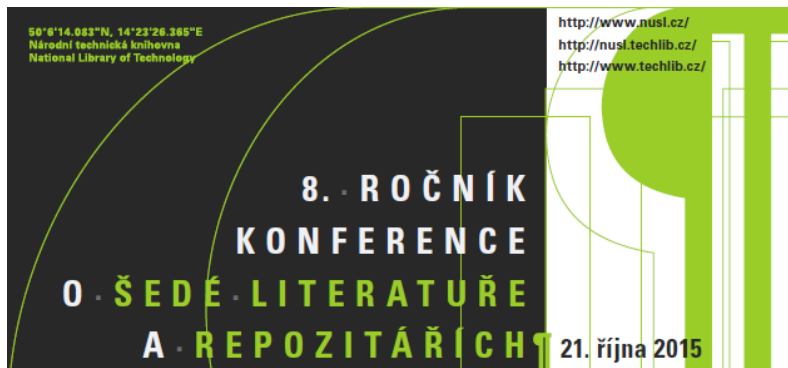 50°6'14.083"N, 14°23'26.365"E
Národní technická knihovna
National Library of Technology
http://www.nusl.cz/
http://nusl.techlib.cz/
http://www.techlib.cz/
8. · ROČNÍK
KONFERENCE
O · ŠEDÉ · LITERATUŘE
A · REPOZITÁŘÍCH¶
21. října 2015